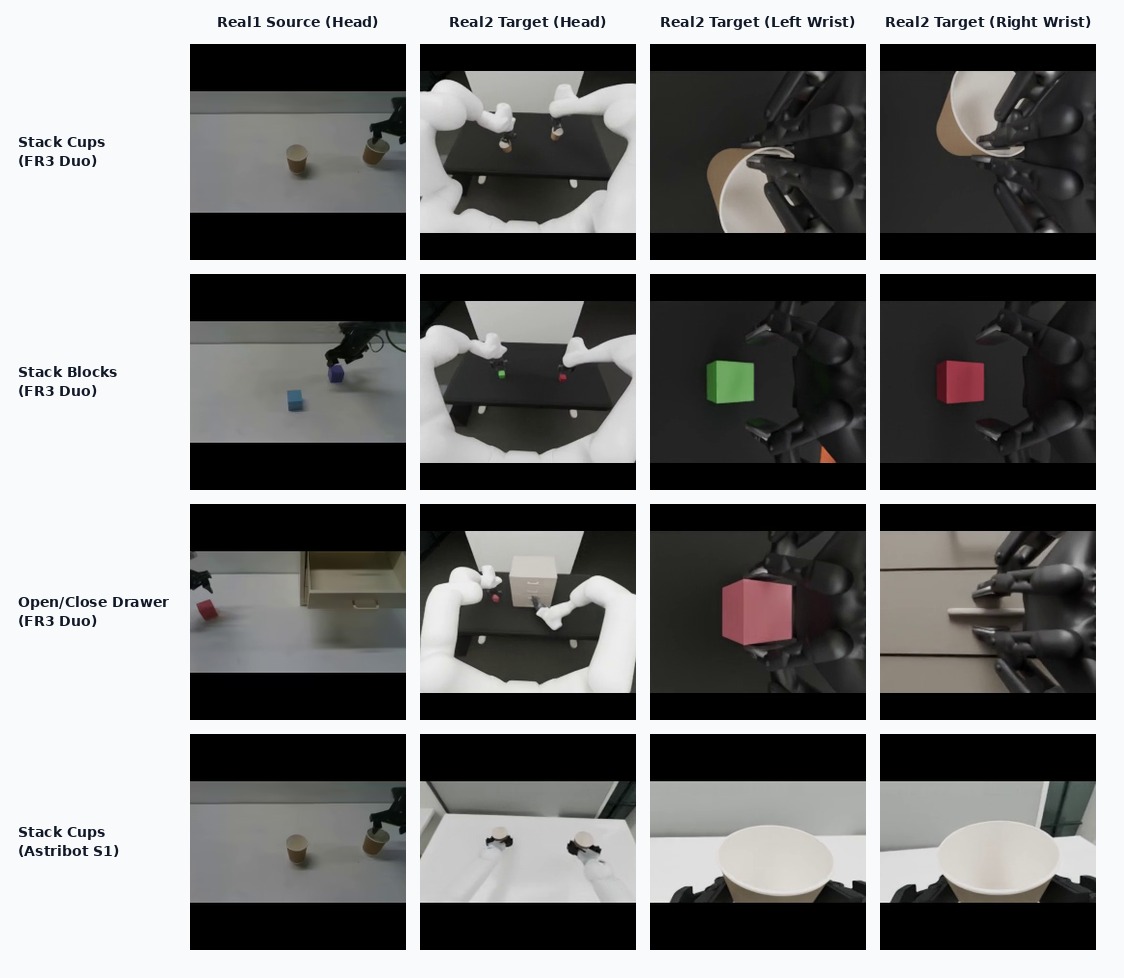 Real1 Source (Head)
Real2 Target (Head)
Real2 Target (Left Wrist)
Real2 Target (Right Wrist)
Stack Cups
(FR3 Duo)
Stack Blocks
(FR3 Duo)
Open/Close Drawer
(FR3 Duo)
Stack Cups
(Astribot S1)